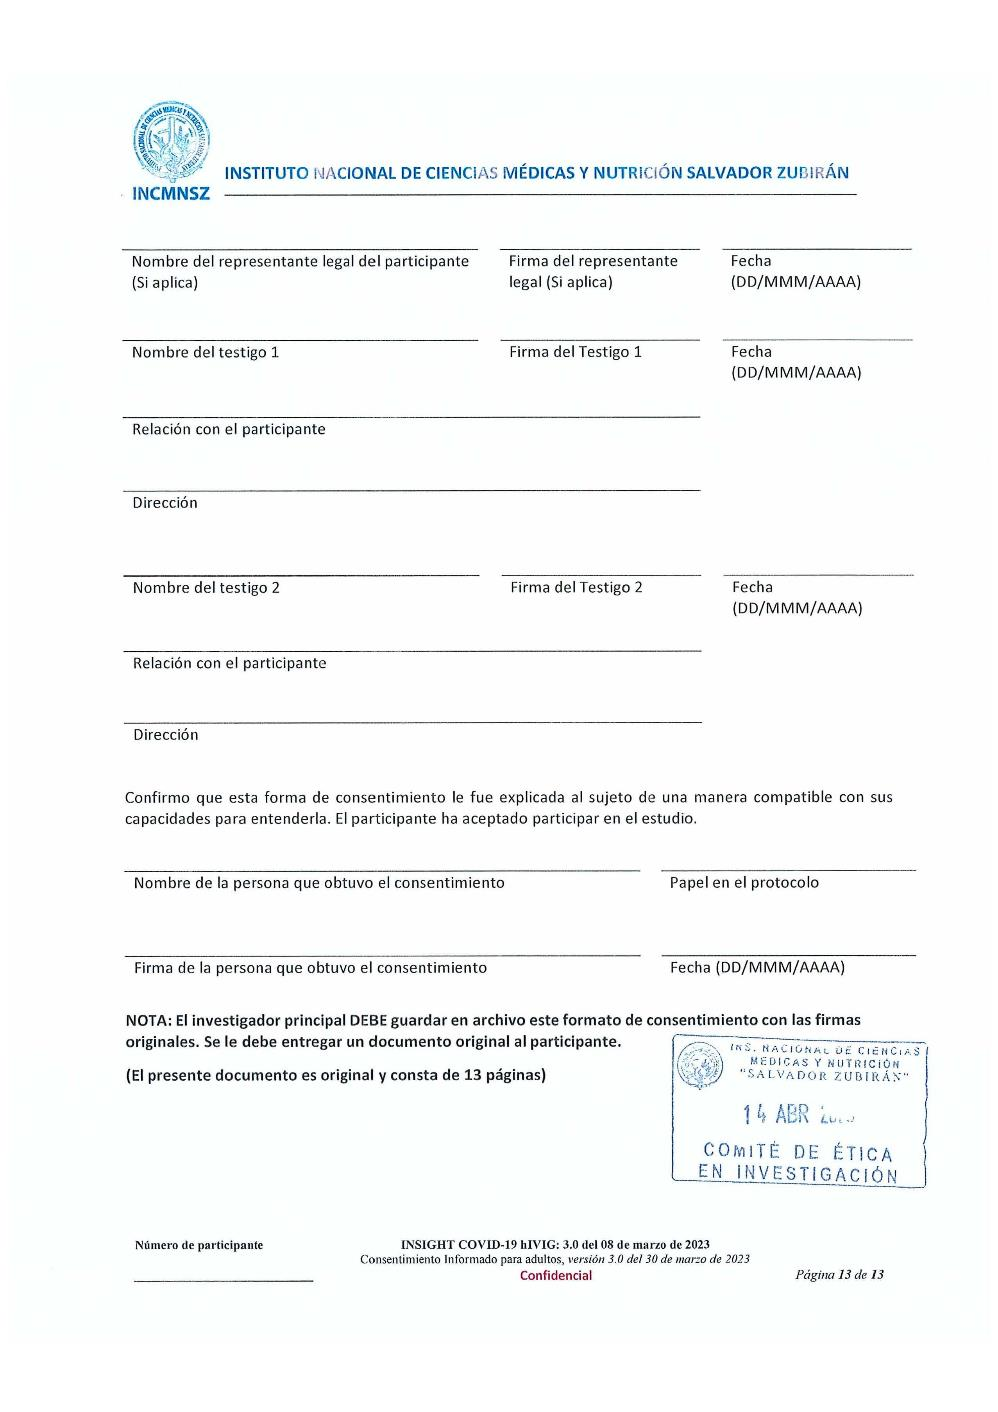 INCMNSZ
INSTITUTO NACIONAL DE CIENCIAS MÉDICAS Y NUTRICIÓN SALVADOR ZUBIRÁN
Nombre del representante legal del participante
(Si aplica)
Firma del representante
legal (Si aplica)
Fecha
(DD/MMM/AAAA)
Nombre del testigo 1
Firma del Testigo 1
Fecha
(DD/MMM/AAAA)
Relación con el participante
Dirección
Nombre del testigo 2
Firma del Testigo 2
Fecha
(DD/MMM/AAAA)
Relación con el participante
Dirección
Confirmo que esta forma de consentimiento le fue explicada al sujeto de una manera compatible con sus
capacidades para entenderla. El participante ha aceptado participar en el estudio.
Nombre de la persona que obtuvo el consentimiento
Papel en el protocolo
Firma de la persona que obtuvo el consentimiento
Fecha (DD/MMM/AAAA)
NOTA: El investigador principal DEBE guardar en archivo este formato de consentimiento con las firmas
originales. Se le debe entregar un documento original al participante.
(El presente documento es original y consta de 13 páginas)
INS. NACIONAL DE CIENCIAS
MEDICAS Y NUTRICIÓN
"SALVADOR ZUBIRÁN"
14 ABR
COMITÉ DE ÉTICA
EN INVESTIGACIÓN
Número de participante
INSIGHT COVID-19 hIVIG: 3.0 del 08 de marzo de 2023
Consentimiento Informado para adultos, versión 3.0 del 30 de marzo de 2023
Confidencial
Página 13 de 13